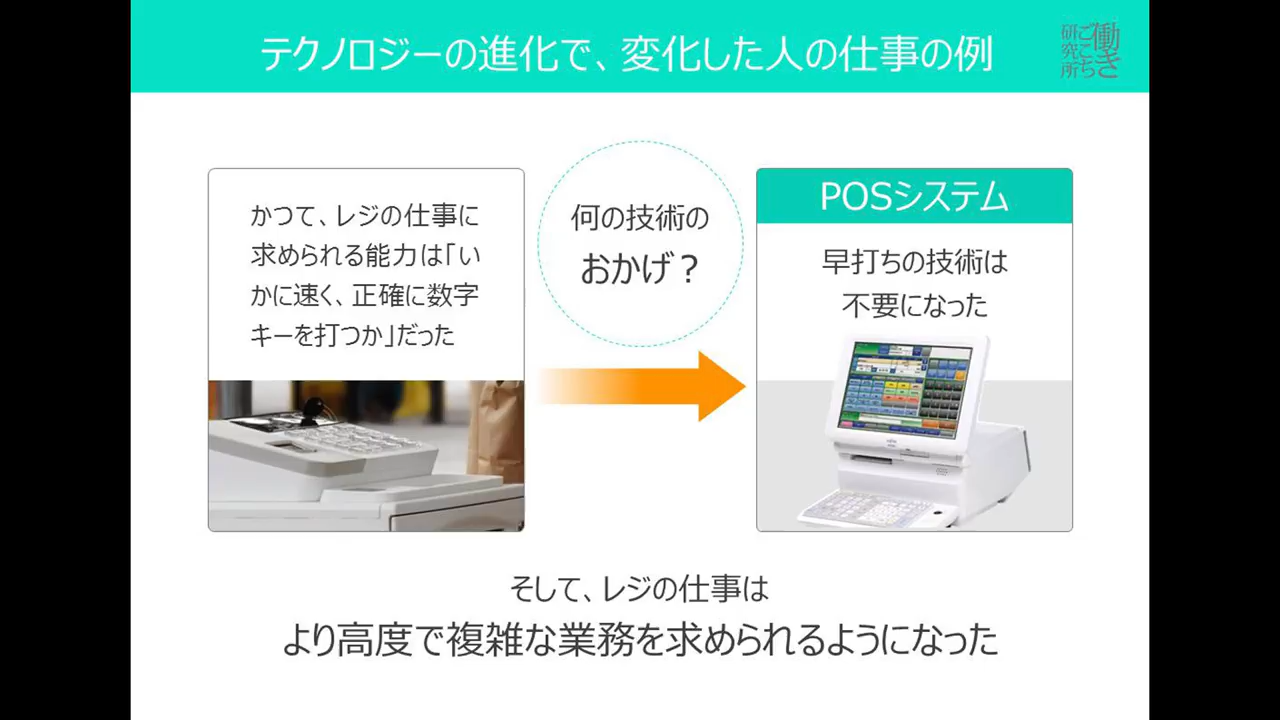 テクノロジーの進化で、変化した人の仕事の例
働きごこち研究所
かつて、レジの仕事に
求められる能力は「い
かに速く、正確に数字
キーを打つか」だった
何の技術の
おかげ？
POSシステム
早打ちの技術は
不要になった
そして、レジの仕事は
より高度で複雑な業務を求められるようになった